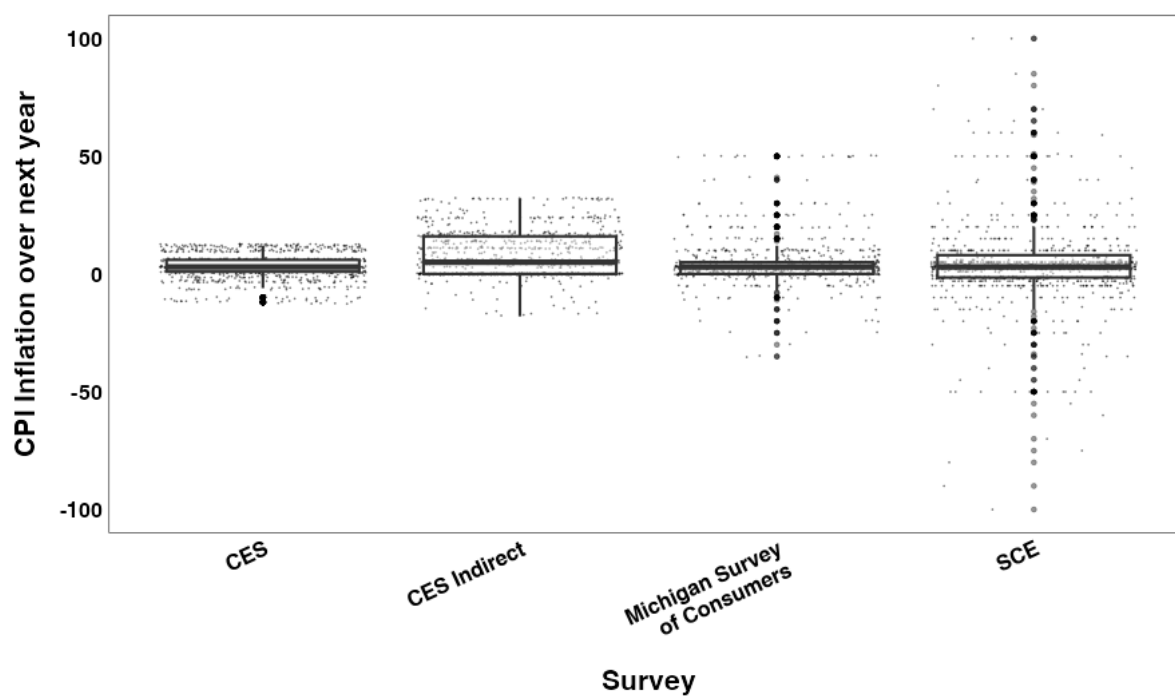 CPI Inflation over next year
100
50
0
-50
-100
CES
CES Indirect
Michigan Survey
of Consumers
SCE
Survey